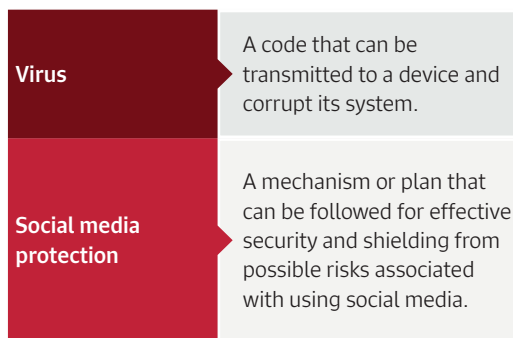 Virus
A code that can be
transmitted to a device and
corrupt its system.
Social media
protection
A mechanism or plan that
can be followed for effective
security and shielding from
possible risks associated
with using social media.